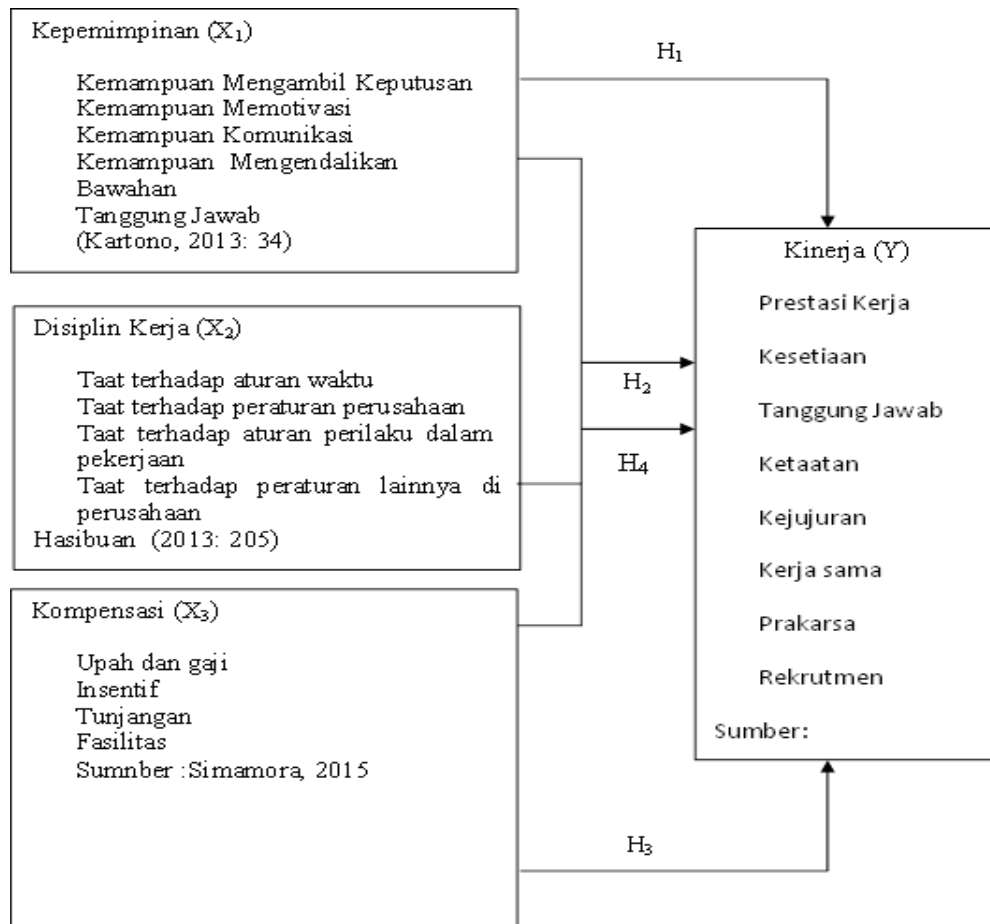 Kepemimpinan (X₁)
Kemampuan Mengambil Keputusan
Kemampuan Memotivasi
Kemampuan Komunikasi
Kemampuan Mengendalikan
Bawahan
Tanggung Jawab
(Kartono, 2013: 34)
H₁
Disiplin Kerja (X₂)
Taat terhadap aturan waktu
Taat terhadap peraturan perusahaan
Taat terhadap aturan perilaku dalam
pekerjaan
Taat terhadap peraturan lainnya di
perusahaan
Hasibuan (2013: 205)
H₂
H₄
Kompensasi (X₃)
Upah dan gaji
Insentif
Tunjangan
Fasilitas
Sumnber :Simamora, 2015
H₃
Kinerja (Y)
Prestasi Kerja
Kesetiaan
Tanggung Jawab
Ketaatan
Kejujuran
Kerja sama
Prakarsa
Rekrutmen
Sumber: